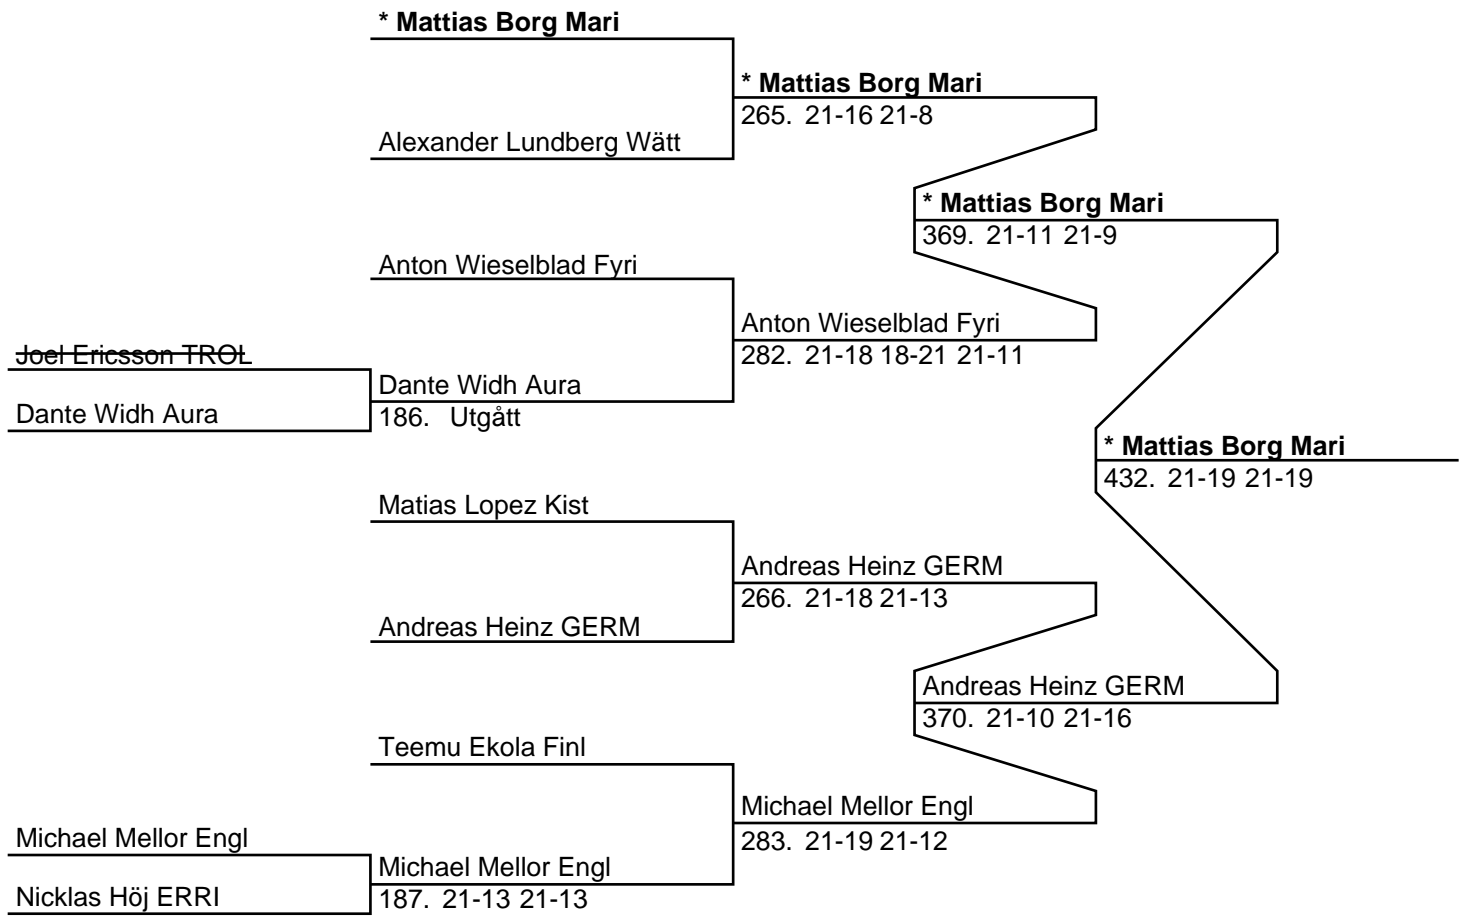 * Mattias Borg Mari
* Mattias Borg Mari
265. 21-16 21-8
Alexander Lundberg Wätt
* Mattias Borg Mari
369. 21-11 21-9
Anton Wieselblad Fyri
Anton Wieselblad Fyri
282. 21-18 18-21 21-11
Joel Ericsson TROL
Dante Widh Aura
Dante Widh Aura
186. Utgått
* Mattias Borg Mari
432. 21-19 21-19
Matias Lopez Kist
Andreas Heinz GERM
266. 21-18 21-13
Andreas Heinz GERM
Andreas Heinz GERM
370. 21-10 21-16
Teemu Ekola Finl
Michael Mellor Engl
283. 21-19 21-12
Michael Mellor Engl
Michael Mellor Engl
Nicklas Höj ERRI
187. 21-13 21-13